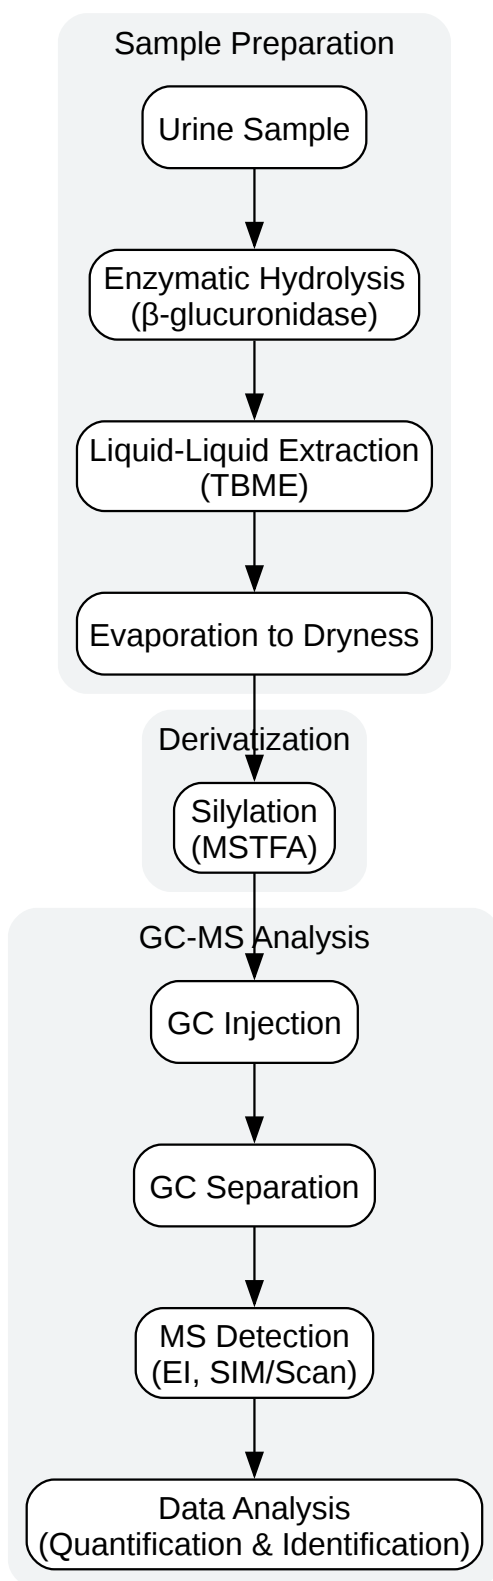 Sample Preparation
Urine Sample
Enzymatic Hydrolysis
(β-glucuronidase)
Liquid-Liquid Extraction
(TBME)
Evaporation to Dryness
Derivatization
Silylation
(MSTFA)
GC-MS Analysis
GC Injection
GC Separation
MS Detection
(EI, SIM/Scan)
Data Analysis
(Quantification & Identification)